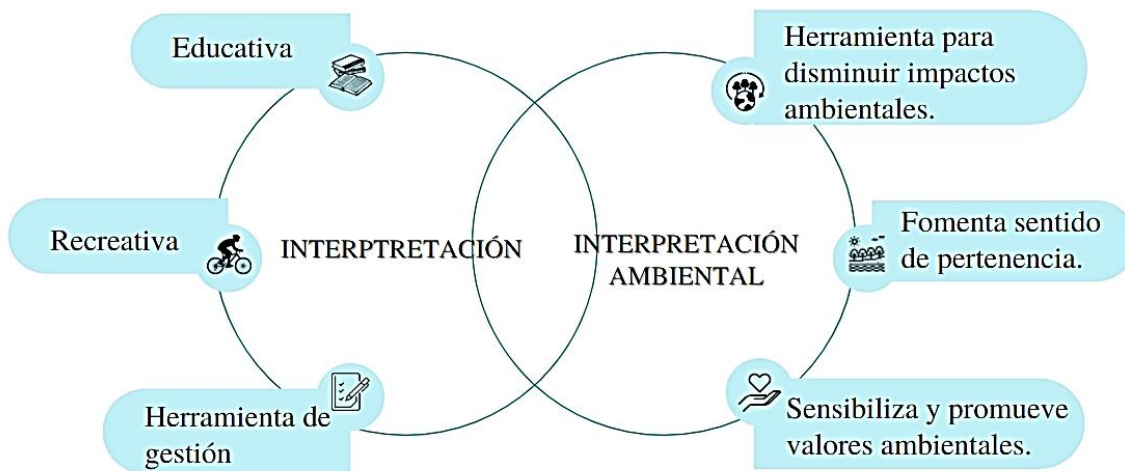 Educativa
Recreativa
Herramienta de
gestión
INTERPTRETACIÓN
INTERPRETACIÓN
AMBIENTAL
Herramienta para
disminuir impactos
ambientales.
Fomenta sentido
de pertenencia.
Sensibiliza y promueve
valores ambientales.